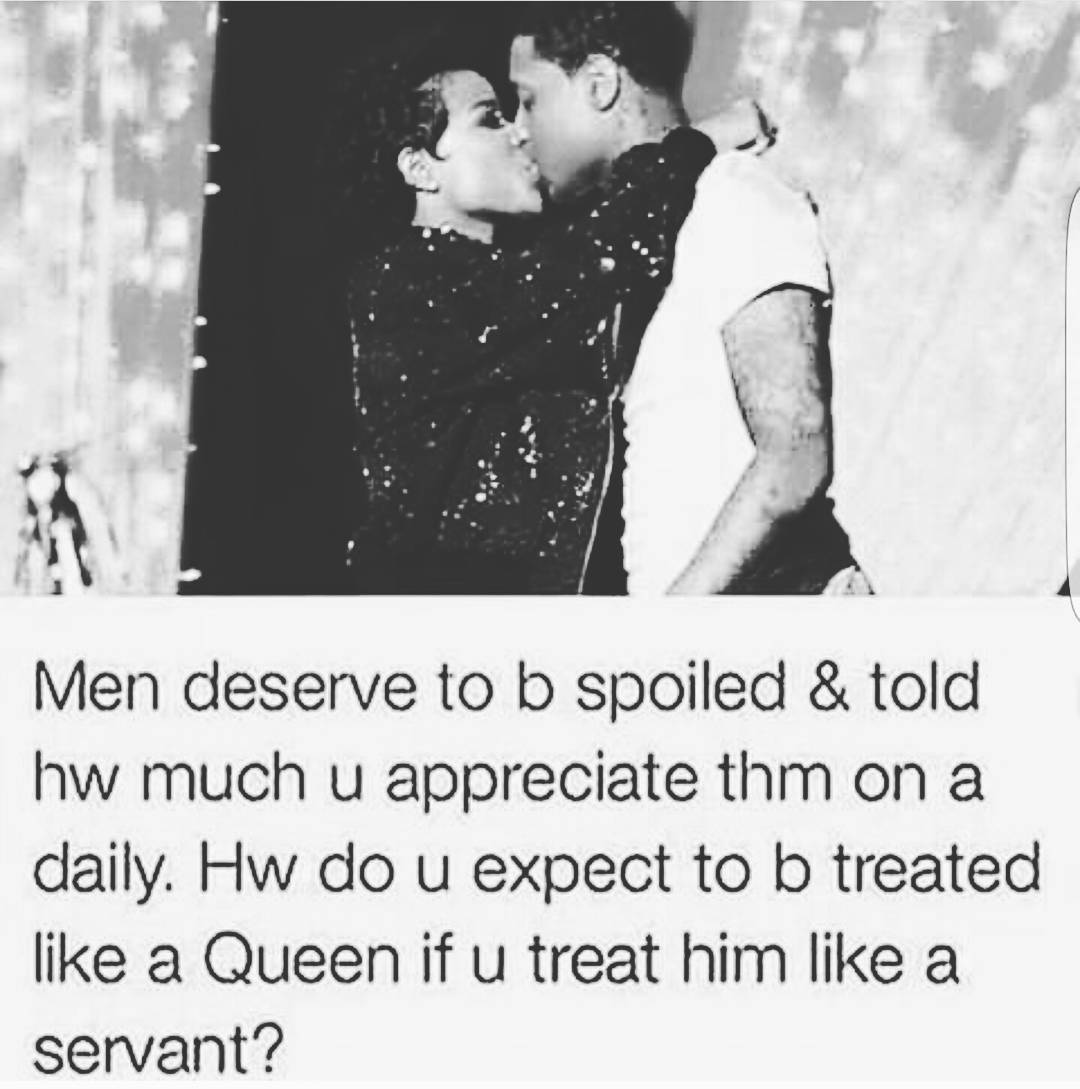 Men deserve to b spoiled & told
hw much u appreciate thm on a
daily. Hw do u expect to b treated
like a Queen if u treat him like a
servant?